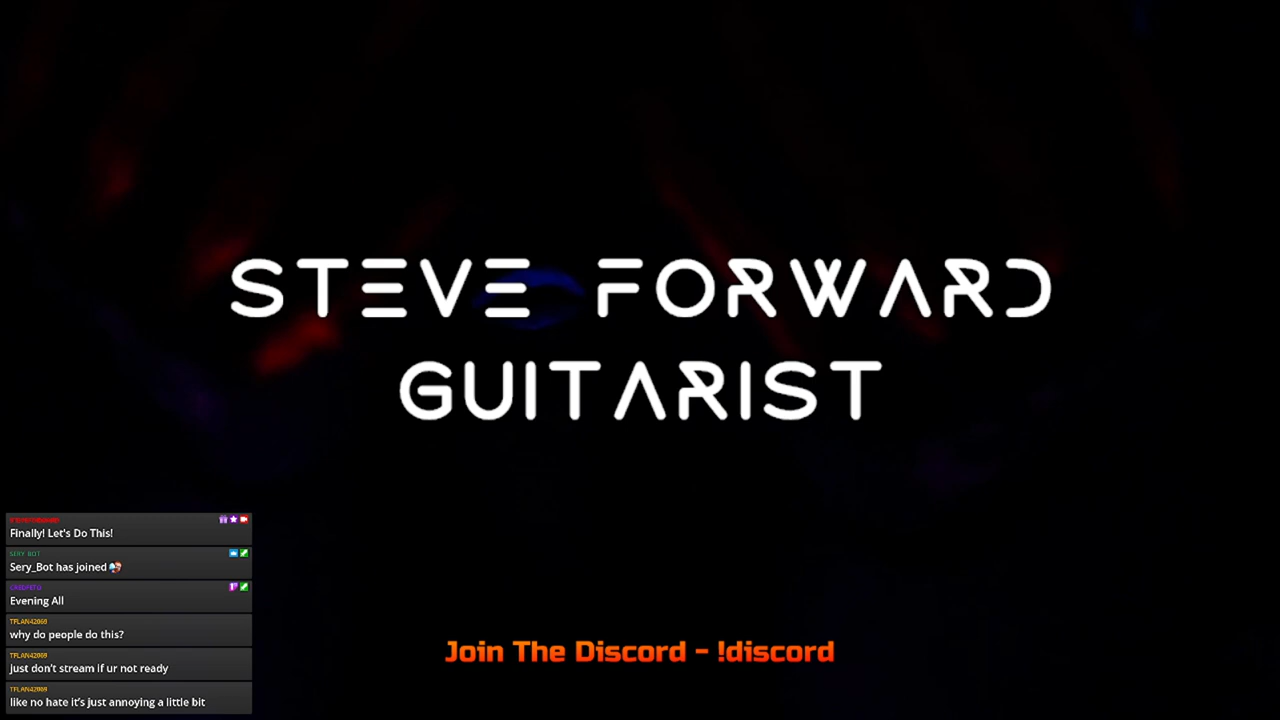 STEVE FORWARD
GUITARIST
Finally! Let's Do This!
SERY_BOT
Sery_Bot has joined
Evening All
TFLAN42069
why do people do this?
TFLAN42069
just don't stream if ur not ready
TFLAN42069
like no hate it's just annoying a little bit
Join The Discord - !discord